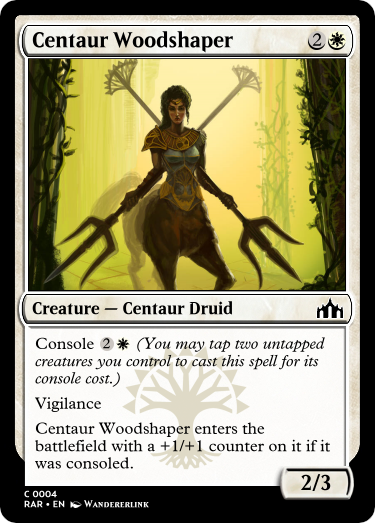 Centaur Woodshaper 2
Creature — Centaur Druid
Console 2 (You may tap two untapped
creatures you control to cast this spell for its
console cost.)
Vigilance
Centaur Woodshaper enters the
battlefield with a +1/+1 counter on it if it
was consoled.
2/3
C 0004
RAR • EN WANDERERLINK